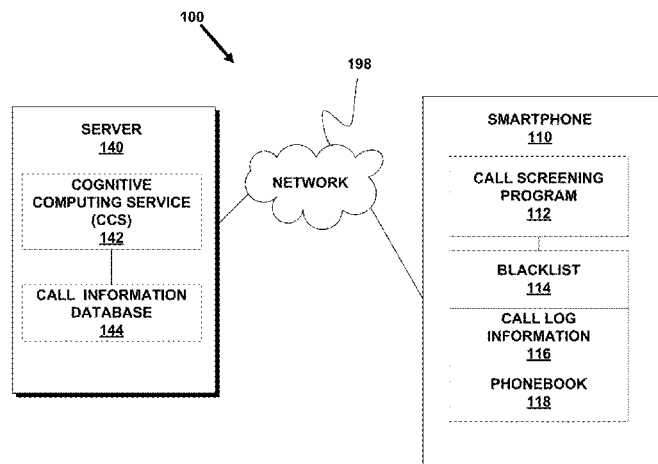 100
198
SERVER
140
COGNITIVE
COMPUTING SERVICE
(CCS)
142
CALL INFORMATION
DATABASE
144
NETWORK
SMARTPHONE
110
CALL SCREENING
PROGRAM
112
BLACKLIST
114
CALL LOG
INFORMATION
116
PHONEBOOK
118